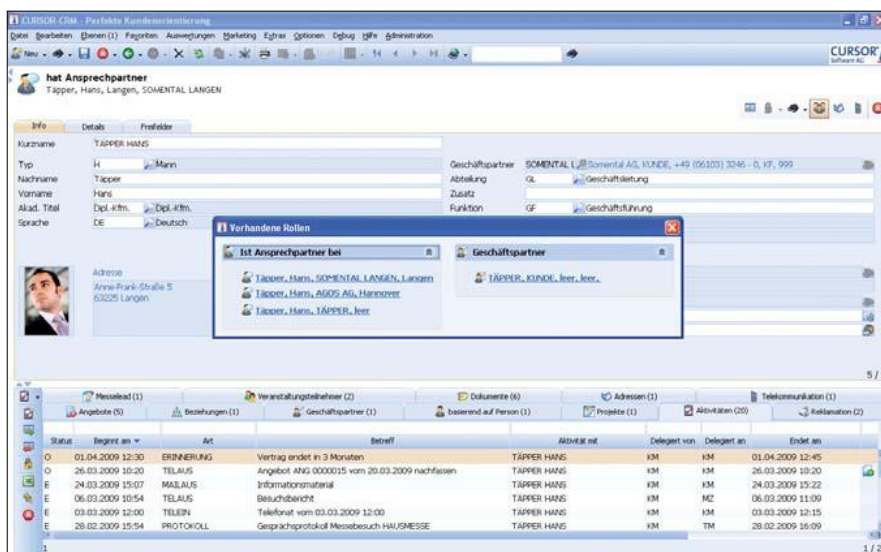 CURSOR-CRM - Perfekte Kundenorientierung
Datei Bearbeiten Ebenen (1) Favoriten Auswertungen Marketing Extras Optionen Debug Hilfe Administration
Neu
CURSOR
Software AG
hat Ansprechpartner
Täpper, Hans, Langen, SOMENTAL LANGEN
Info Details Freifelder
Kurzname TÄPPER HANS
Typ H Mann Geschäftspartner SOMENTAL L Somental AG, KUNDE, +49 (06103) 3246 - 0, KF, 999
Nachname Täpper Abteilung GL Geschäftsleitung
Vorname Hans Zusatz
Akad. Titel Dipl.-Kfm. Dipl.-Kfm. Funktion GF Geschäftsführung
Sprache DE Deutsch
Vorhandene Rollen
Ist Ansprechpartner bei Geschäftspartner
Täpper, Hans, SOMENTAL LANGEN, Langen TÄPPER, KUNDE, leer, leer,
Täpper, Hans, AGOS AG, Hannover
Täpper, Hans, TÄPPER, leer
Adresse
Anne-Frank-Straße 5
63225 Langen
5 /
Messelead (1) Veranstaltungsteilnehmer (2) Dokumente (6) Adressen (1) Telekommunikation (1)
Angebote (5) Beziehungen (1) Geschäftspartner (1) basierend auf Person (1) Projekte (1) Aktivitäten (20) Reklamation (2)
Status Beginnt am Art Betreff Aktivität mit Delegiert von Delegiert an Endet am
O 01.04.2009 12:30 ERINNERUNG Vertrag endet in 3 Monaten TÄPPER HANS KM KM 01.04.2009 12:45
O 26.03.2009 10:20 TELAUS Angebot ANG 0000015 vom 20.03.2009 nachfassen TÄPPER HANS KM KM 26.03.2009 10:20
E 24.03.2009 15:07 MAILAUS Informationsmaterial TÄPPER HANS KM KM 24.03.2009 15:22
E 06.03.2009 10:54 TELAUS Besuchsbericht TÄPPER HANS KM MZ 06.03.2009 11:09
E 03.03.2009 12:00 TELEIN Telefonat vom 03.03.2009 12:00 TÄPPER HANS KM KM 03.03.2009 12:15
E 28.02.2009 15:54 PROTOKOLL Gesprächsprotokoll Messebesuch HAUSMESSE TÄPPER HANS KM TM 28.02.2009 16:09
1 1 / 2